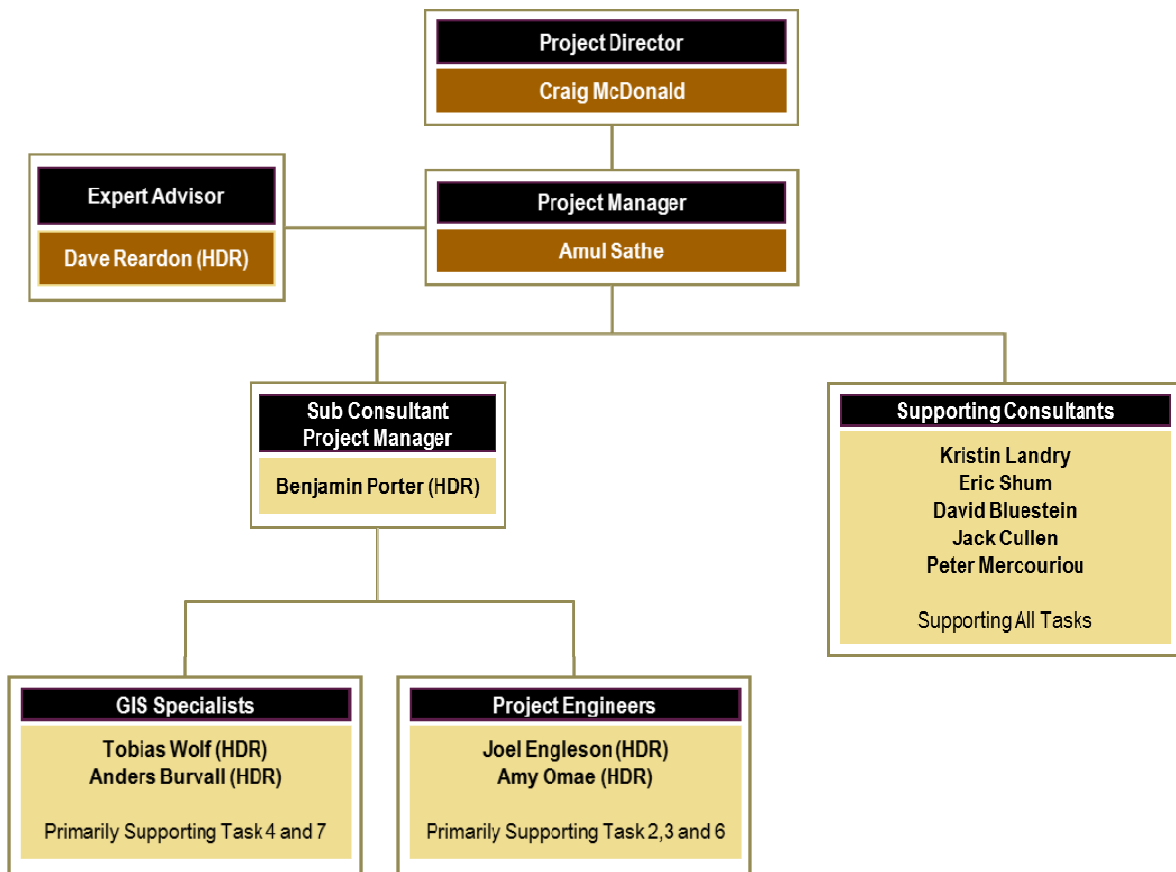 Project Director
Craig McDonald
Expert Advisor
Dave Reardon (HDR)
Project Manager
Amul Sathe
Sub Consultant
Project Manager
Benjamin Porter (HDR)
Supporting Consultants
Kristin Landry
Eric Shum
David Bluestein
Jack Cullen
Peter Mercouriou
Supporting All Tasks
GIS Specialists
Tobias Wolf (HDR)
Anders Burvall (HDR)
Primarily Supporting Task 4 and 7
Project Engineers
Joel Engleson (HDR)
Amy Omae (HDR)
Primarily Supporting Task 2,3 and 6